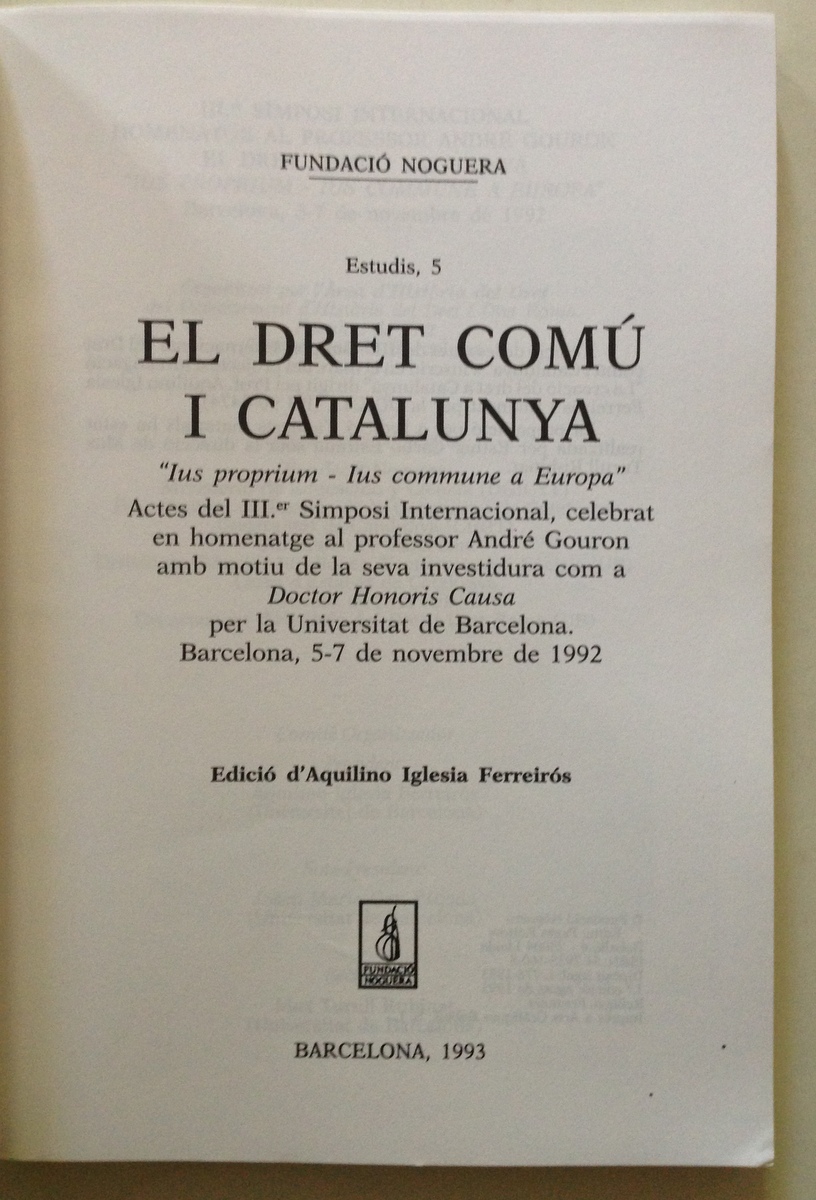 FUNDACIÓ NOGUERA
Estudis, 5
EL DRET COMÚ
I CATALUNYA
“Ius proprium - Ius commune a Europa”
Actes del III.er Simposi Internacional, celebrat
en homenatge al professor André Gouron
amb motiu de la seva investidura com a
Doctor Honoris Causa
per la Universitat de Barcelona.
Barcelona, 5-7 de novembre de 1992
Edició d'Aquilino Iglesia Ferreirós
FUNDACIÓ
NOGUERA
BARCELONA, 1993